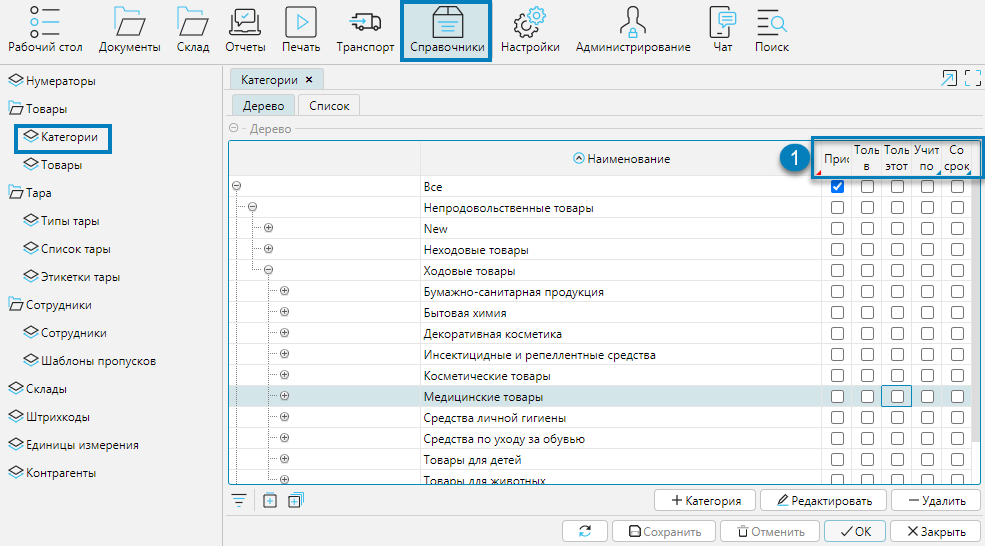 Рабочий стол Документы Склад Отчеты Печать Транспорт Справочники Настройки Администрирование Чат Поиск
Нумераторы
Товары
Категории
Товары
Тара
Типы тары
Список тары
Этикетки тары
Сотрудники
Сотрудники
Шаблоны пропусков
Склады
Штрихкоды
Единицы измерения
Контрагенты
Категории ×
Дерево Список
Дерево
Наименование
1
Прис
Толь
в
Толь
этот
Учит
по
Со
срок
Все
Непродовольственные товары
New
Неходовые товары
Ходовые товары
Бумажно-санитарная продукция
Бытовая химия
Декоративная косметика
Инсектицидные и репеллентные средства
Косметические товары
Медицинские товары
Средства личной гигиены
Средства по уходу за обувью
Товары для детей
Товары для животных
+ Категория Редактировать — Удалить
Сохранить Отменить OK Закрыть